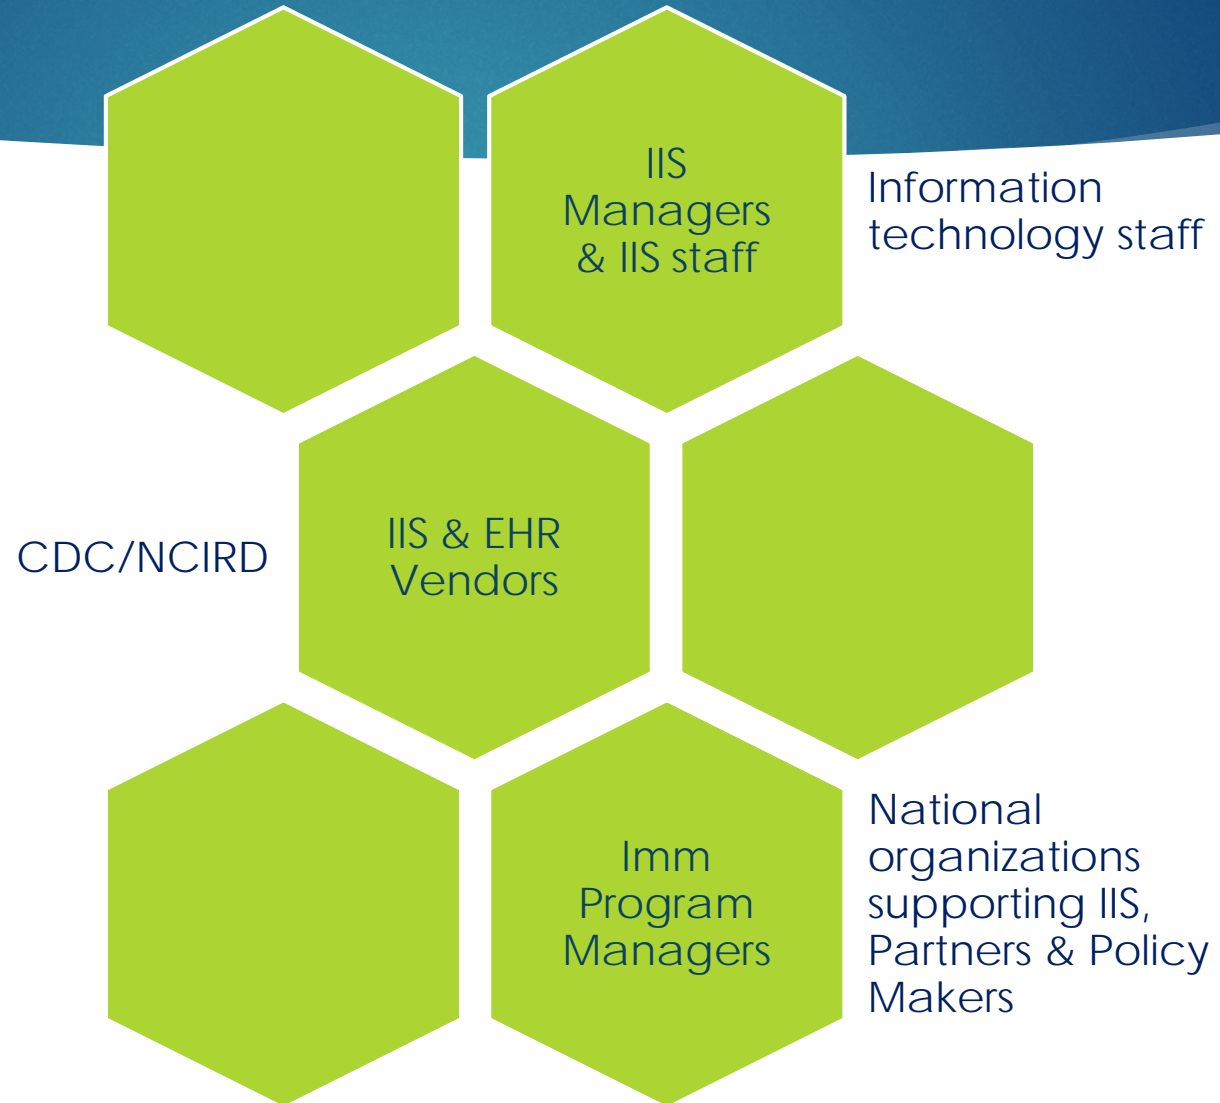 IIS
Managers
& IIS staff
Information
technology staff
CDC/NCIRD
IIS & EHR
Vendors
Imm
Program
Managers
National
organizations
supporting IIS,
Partners & Policy
Makers